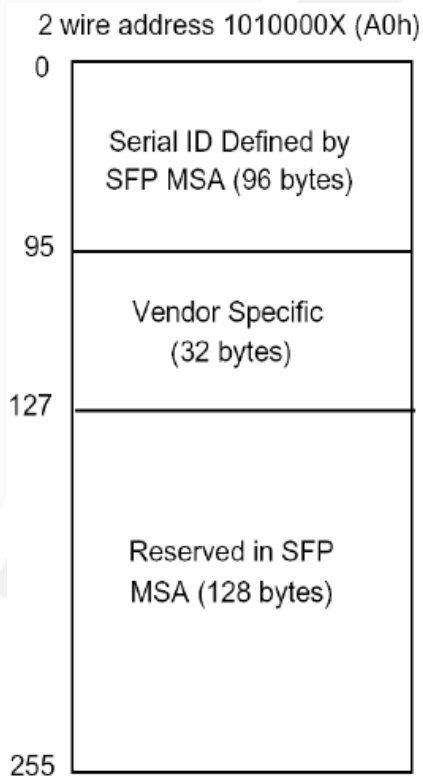 2 wire address 1010000X (A0h)
0
Serial ID Defined by
SFP MSA (96 bytes)
95
Vendor Specific
(32 bytes)
127
Reserved in SFP
MSA (128 bytes)
255